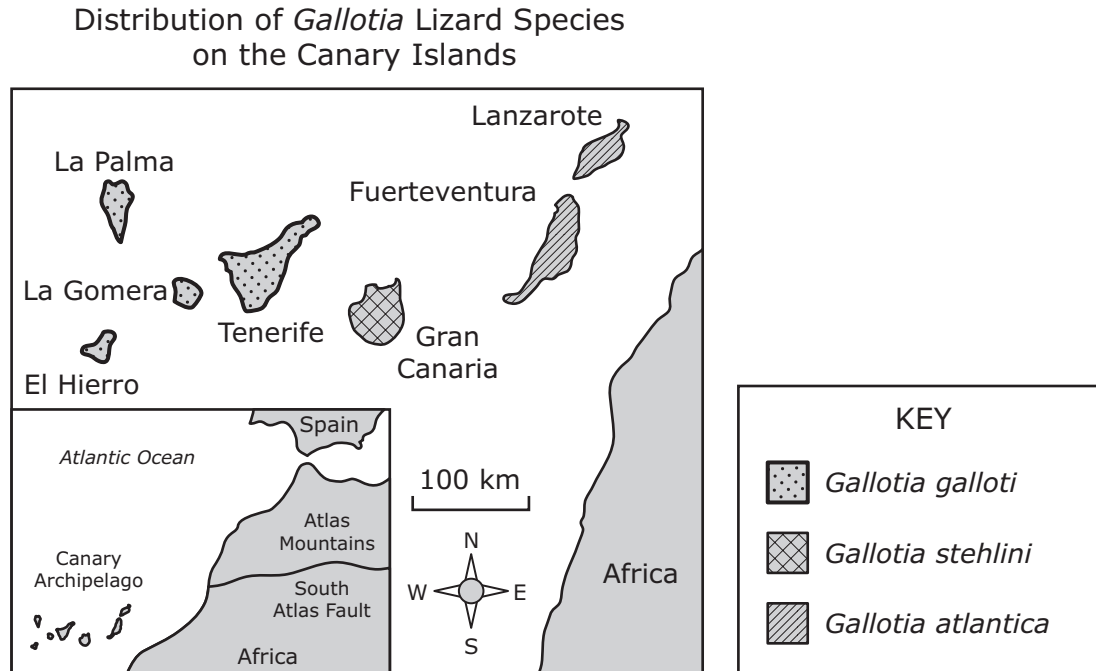 Distribution of Gallotia Lizard Species
on the Canary Islands
Lanzarote
La Palma
Fuerteventura
La Gomera
Tenerife
Gran
Canaria
El Hierro
Spain
Atlantic Ocean
Atlas
Mountains
Canary
Archipelago
South
Atlas Fault
Africa
100 km
N
W
E
S
Africa
KEY
Gallotia galloti
Gallotia stehlini
Gallotia atlantica